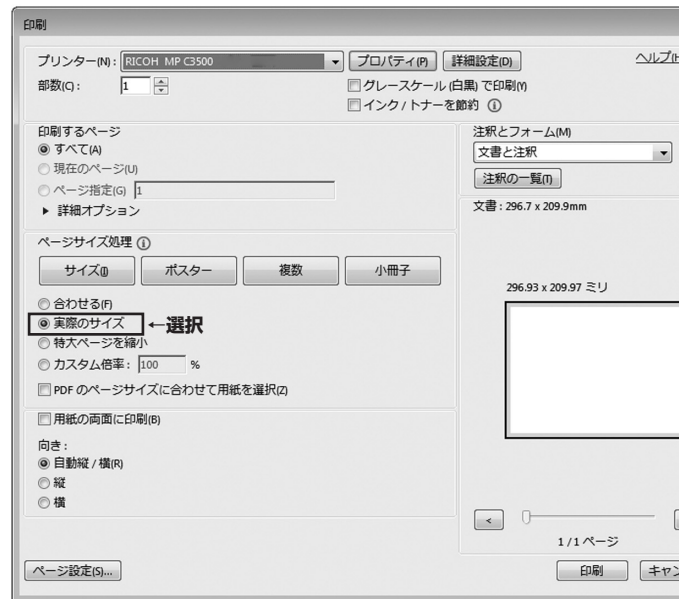 印刷
プリンター(N): RICOH MP C3500 プロパティ(P) 詳細設定(D) ヘルプ(H
部数(C): 1 グレースケール(白黒)で印刷(Y)
インク/トナーを節約
印刷するページ
すべて(A)
現在のページ(U)
ページ指定(G) 1
詳細オプション
注釈とフォーム(M)
文書と注釈
注釈の一覧(T)
文書: 296.7 x 209.9mm
ページサイズ処理
サイズ(I) ポスター 複数 小冊子
合わせる(F)
実際のサイズ ←選択
特大ページを縮小
カスタム倍率: 100 %
PDF のページサイズに合わせて用紙を選択(Z)
296.93 x 209.97 ミリ
用紙の両面に印刷(B)
向き:
自動縦/横(R)
縦
横
<
1/1 ページ
ページ設定(S)... 印刷 キャン